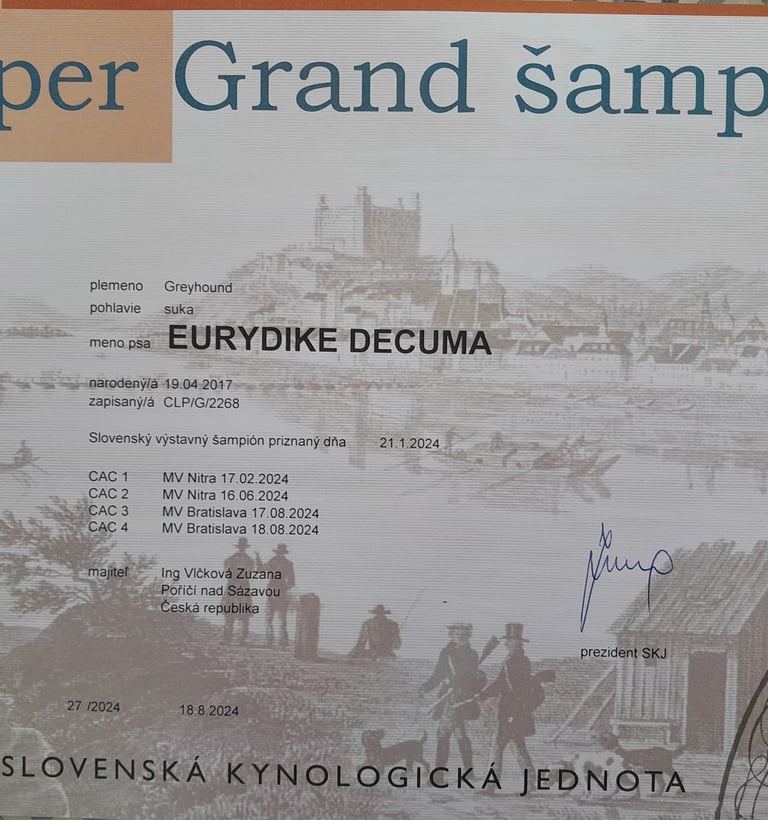 per Grand šamp
plemeno Greyhound
pohlavie suka
meno psa EURYDIKE DECUMA
narodený/á 19.04.2017
zapísaný/á CLP/G/2268
Slovenský výstavný šampión priznaný dňa 21.1.2024
CAC 1 MV Nitra 17.02.2024
CAC 2 MV Nitra 16.06.2024
CAC 3 MV Bratislava 17.08.2024
CAC 4 MV Bratislava 18.08.2024
majiteľ Ing Vlčková Zuzana
Poříčí nad Sázavou
Česká republika
prezident SKJ
27 /2024 18.8.2024
SLOVENSKÁ KYNOLOGICKÁ JEDNOTA